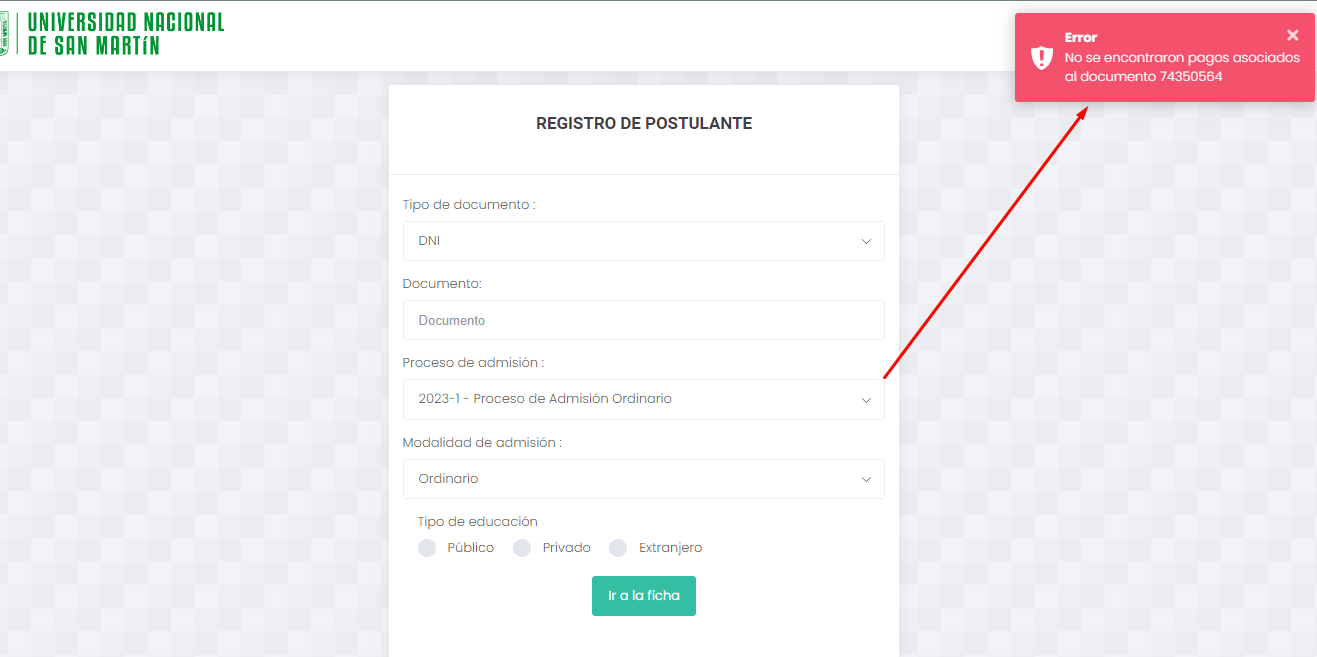 UNIVERSIDAD NACIONAL
DE SAN MARTÍN
Error
No se encontraron pagos asociados
al documento 74350564
REGISTRO DE POSTULANTE
Tipo de documento :
DNI
Documento:
Documento
Proceso de admisión :
2023-1 - Proceso de Admisión Ordinario
Modalidad de admisión :
Ordinario
Tipo de educación
Público Privado Extranjero
Ir a la ficha